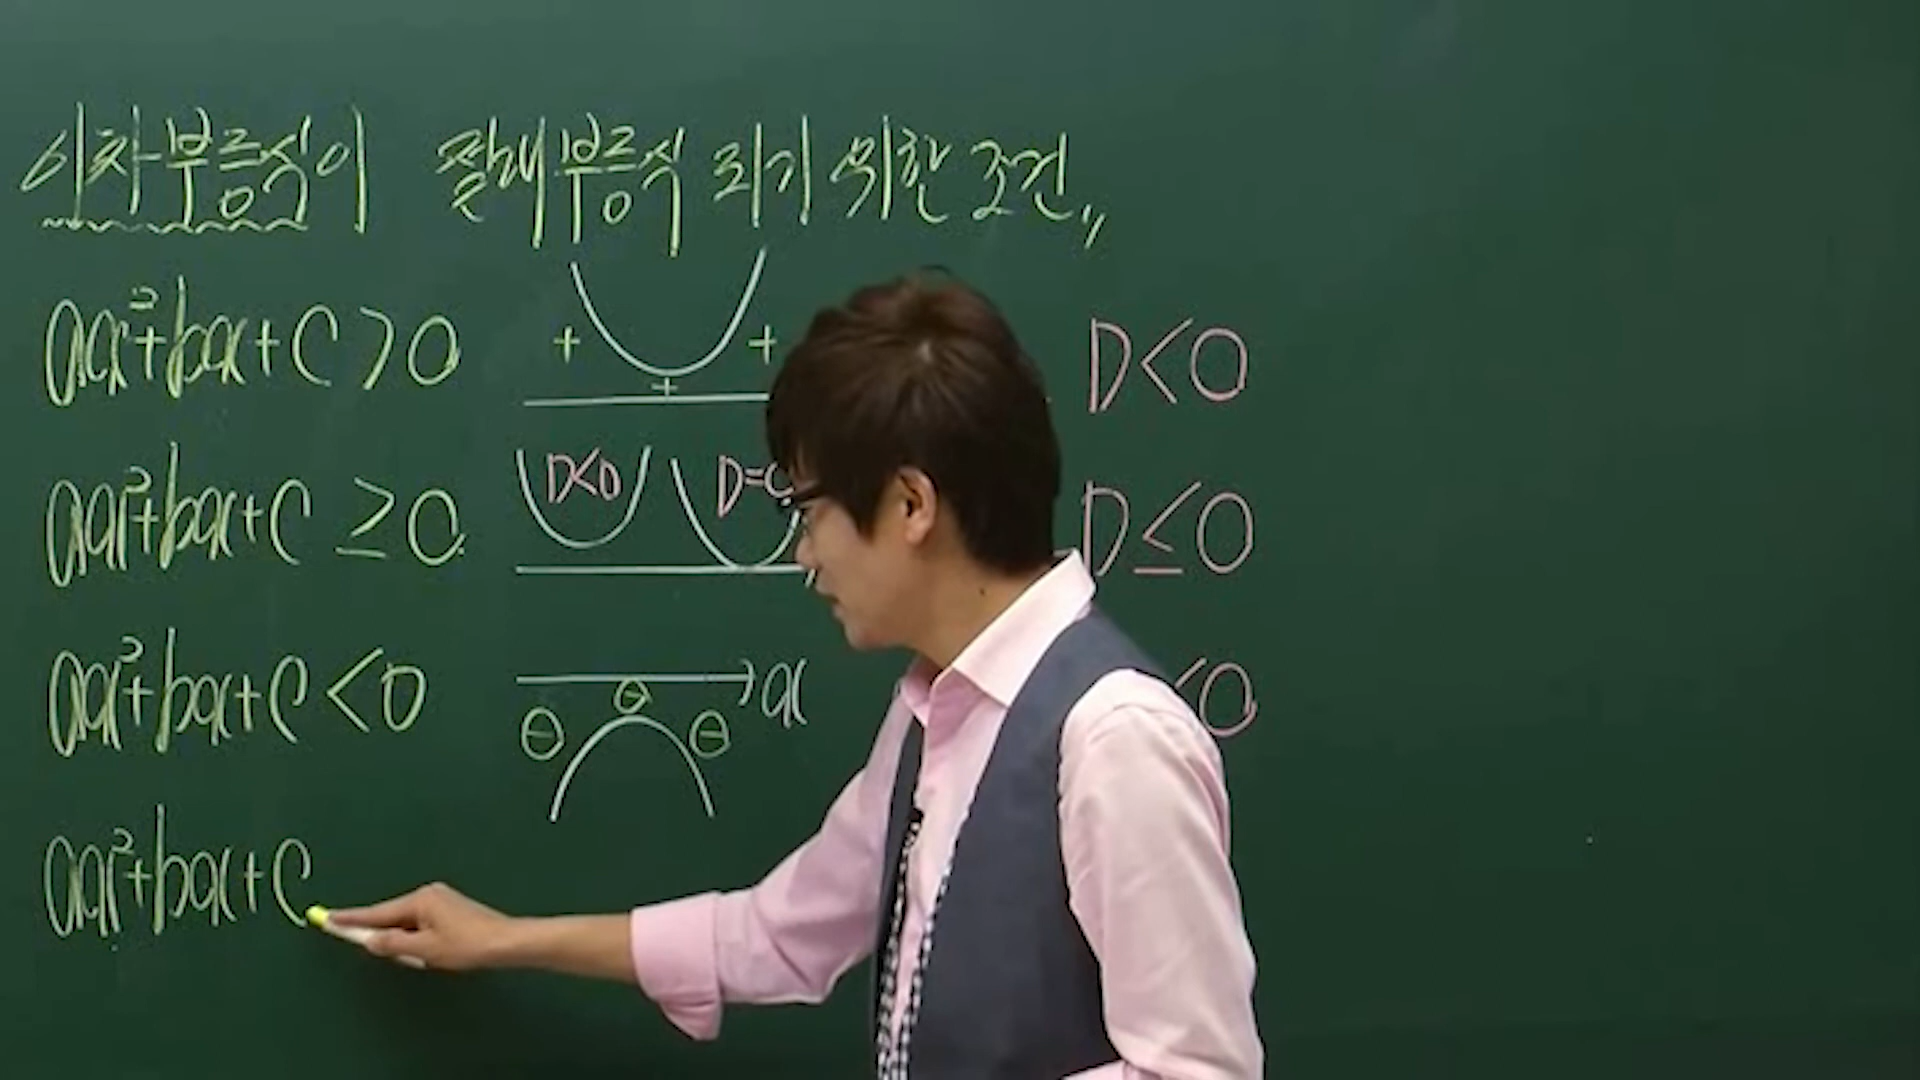 이차부등식이 절대부등식 되기 위한 조건〃
ax²+bx+c>0 + + + D<0
ax²+bx+c≥0 D<0 D= D≤0
ax²+bx+c<0 ⊖ ⊖ ⊖ x <0
ax²+bx+c